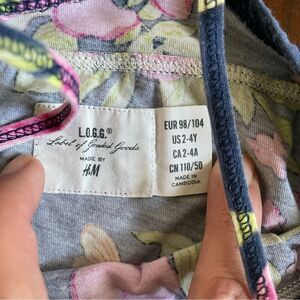 L.O.G.G.®
Label of Graded Goods
MADE BY
H&M
EUR 98/104
US 2-4Y
CA 2-4A
CN 110/50
MADE IN
CAMBODIA